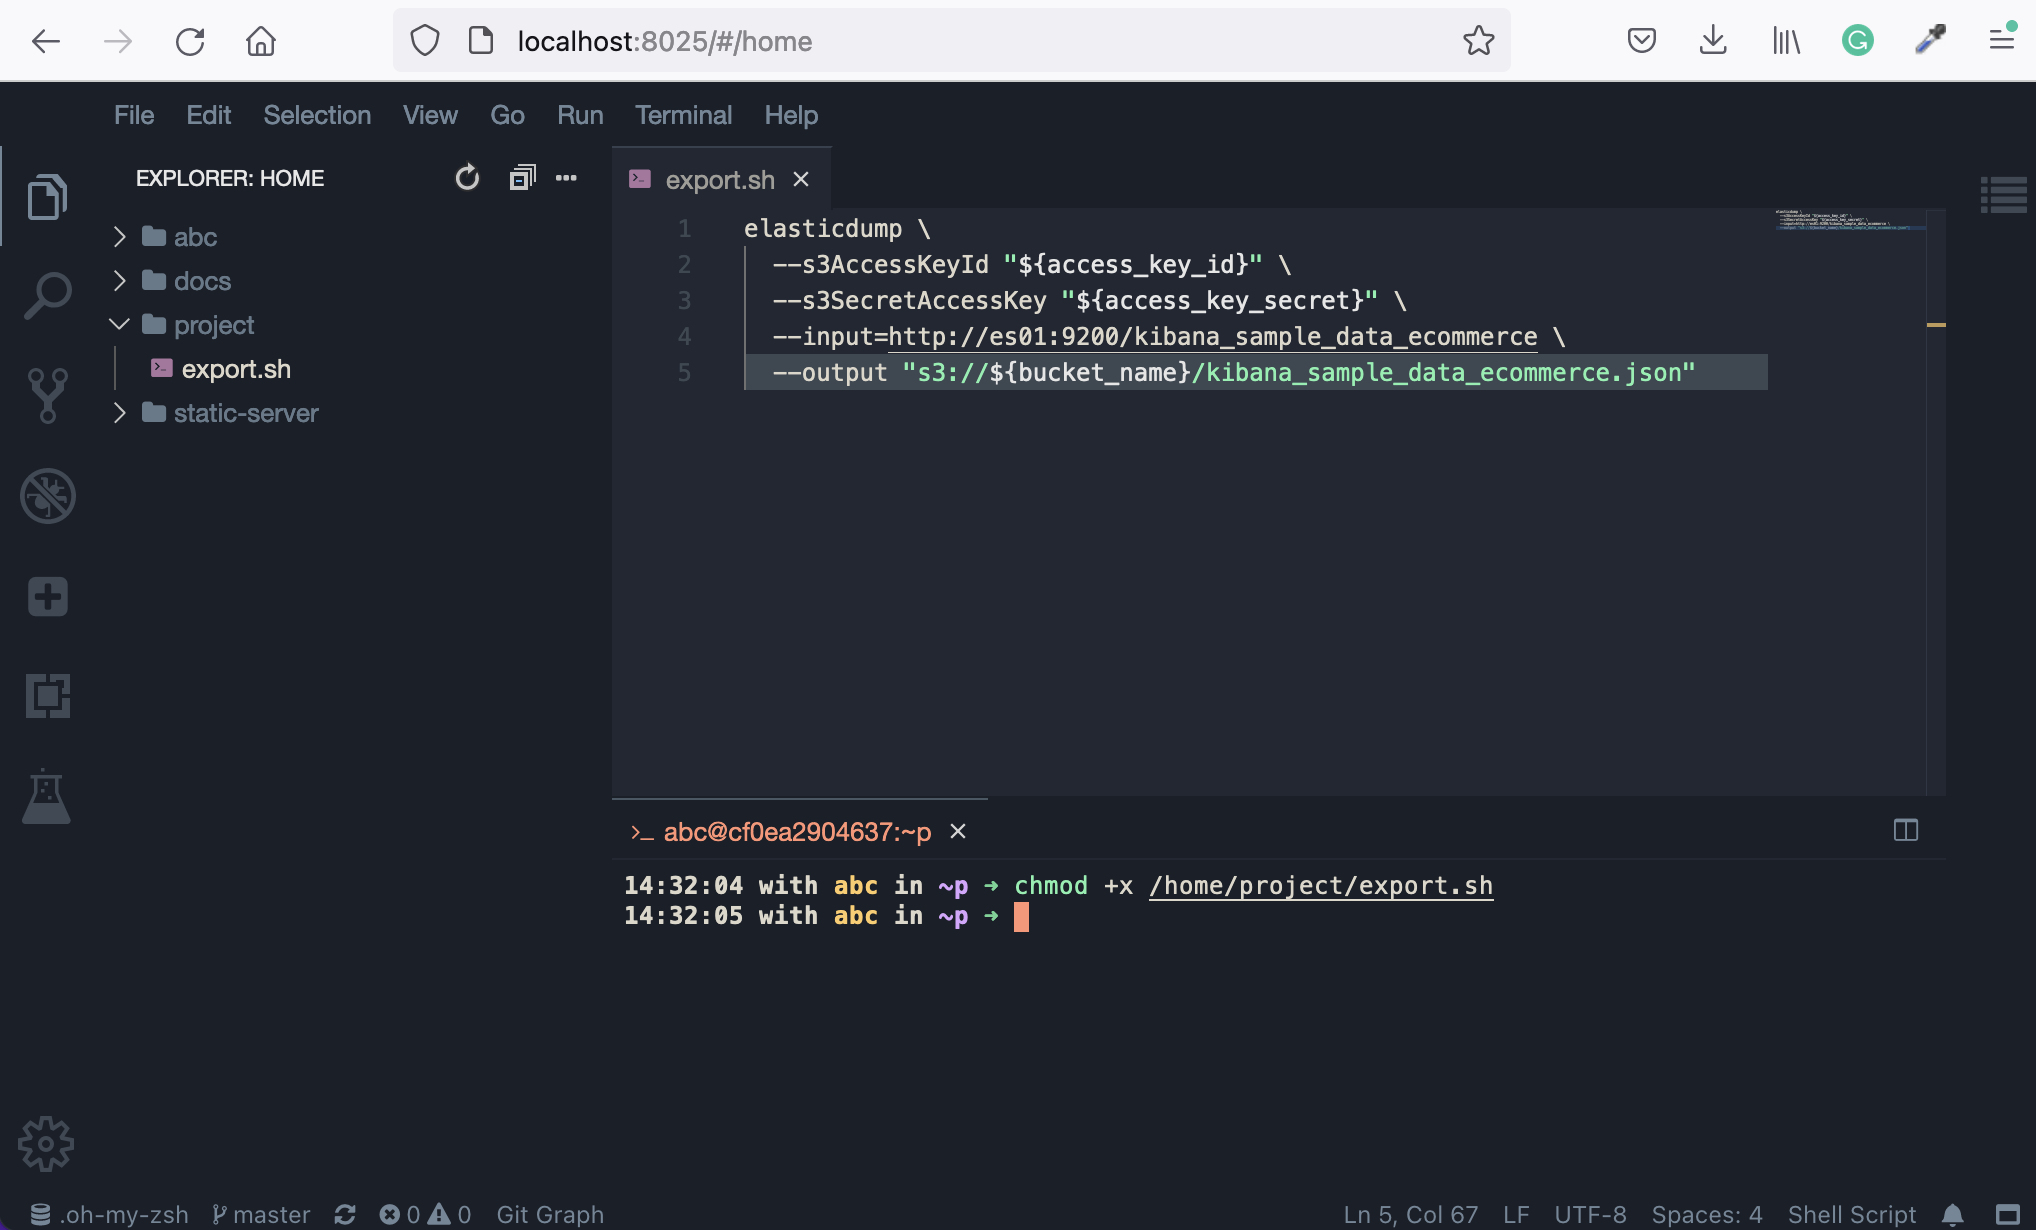 localhost:8025/#/home
File Edit Selection View Go Run Terminal Help
EXPLORER: HOME
abc
docs
project
export.sh
static-server
export.sh
1 elasticdump \
2 --s3AccessKeyId "${access_key_id}" \
3 --s3SecretAccessKey "${access_key_secret}" \
4 --input=http://es01:9200/kibana_sample_data_ecommerce \
5 --output "s3://${bucket_name}/kibana_sample_data_ecommerce.json"
>_ abc@cf0ea2904637:~p
14:32:04 with abc in ~p ➜ chmod +x /home/project/export.sh
14:32:05 with abc in ~p ➜
.oh-my-zsh master 0 0 Git Graph Ln 5, Col 67 LF UTF-8 Spaces: 4 Shell Script